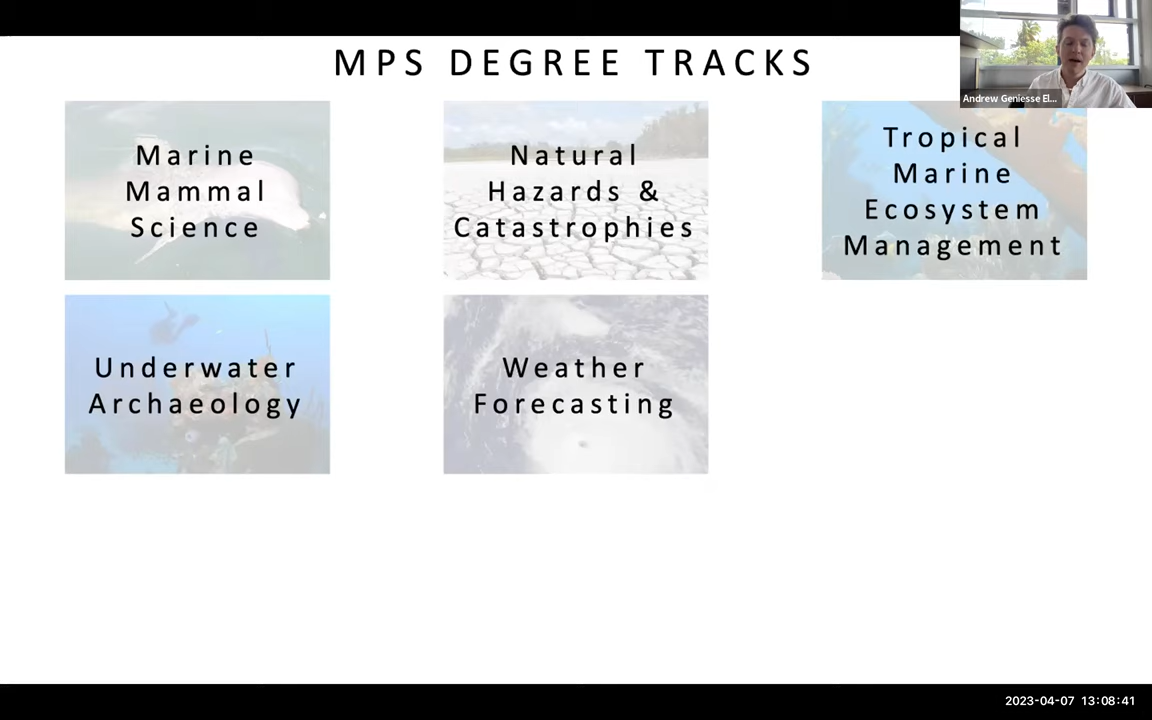 MPS DEGREE TRACKS
Andrew Geniesse El...
Marine
Mammal
Science
Natural
Hazards &
Catastrophies
Tropical
Marine
Ecosystem
Management
Underwater
Archaeology
Weather
Forecasting
2023-04-07 13:08:41